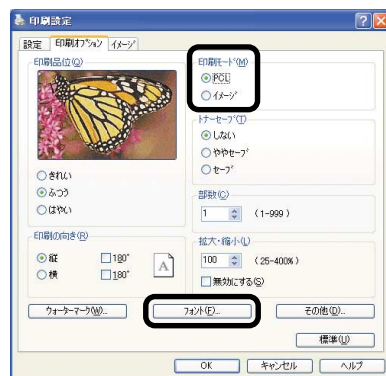 印刷設定
設定 印刷オプション イメージ
印刷品位(Q)
きれい
ふつう
はやい
印刷の向き(R)
縦 180°
横 180°
A
印刷モード(M)
PCL
イメージ
トナーセーブ(T)
しない
ややセーブ
セーブ
部数(C)
1 (1-999)
拡大・縮小(L)
100 (25-400%)
無効にする(S)
ウォーターマーク(W)... フォント(F)... その他(D)...
標準(U)
OK キャンセル ヘルプ